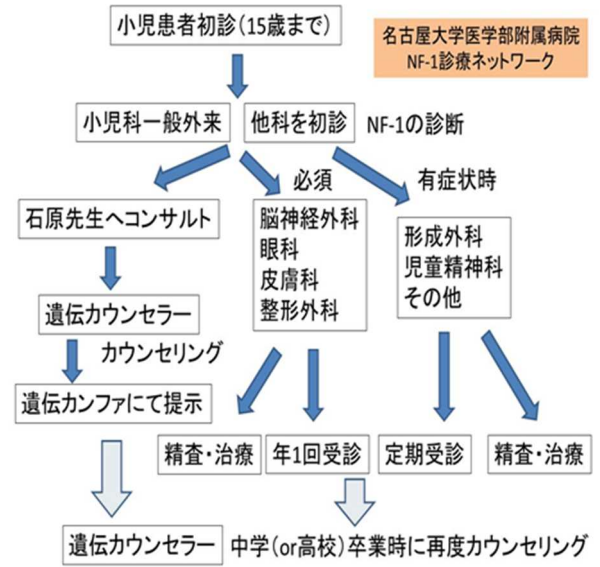 小児患者初診(15歳まで)
名古屋大学医学部附属病院
NF-1診療ネットワーク
小児科一般外来
他科を初診
NF-1の診断
必須
有症状時
石原先生へコンサルト
脳神経外科
眼科
皮膚科
整形外科
形成外科
児童精神科
その他
遺伝カウンセラー
カウンセリング
遺伝カンファにて提示
精査・治療
年1回受診
定期受診
精査・治療
遺伝カウンセラー
中学(or高校)卒業時に再度カウンセリング